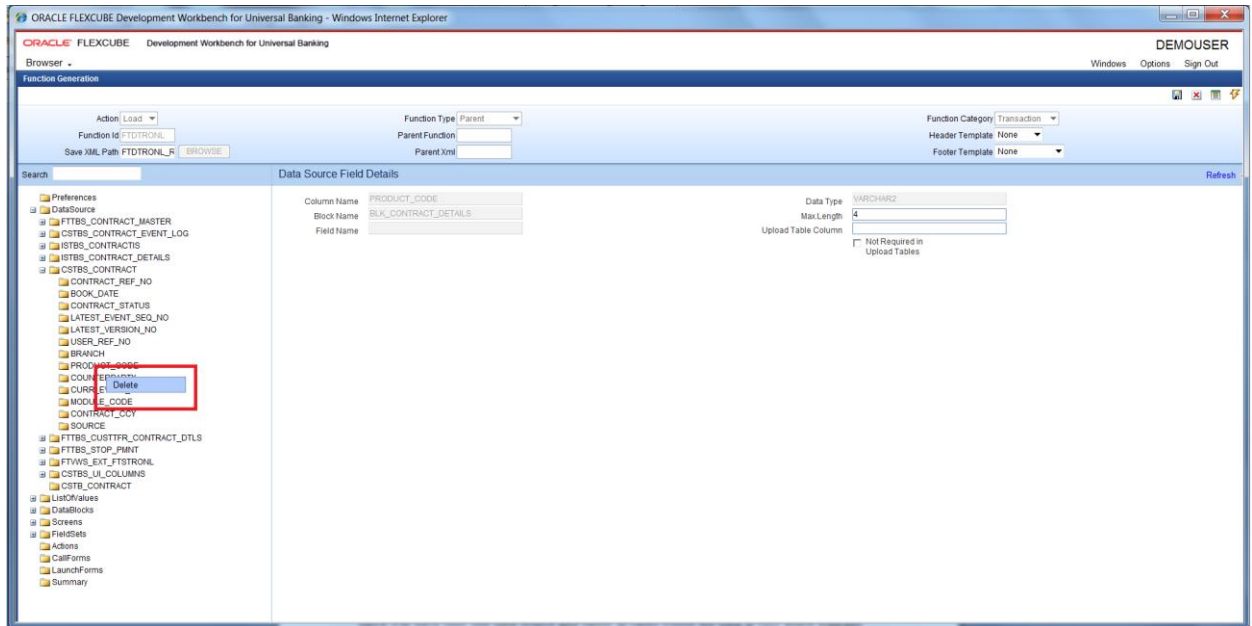 ORACLE FLEXCUBE Development Workbench for Universal Banking - Windows Internet Explorer
ORACLE FLEXCUBE Development Workbench for Universal Banking DEMOUSER
Browser Windows Options Sign Out
Function Generation
Action Load Function Type Parent Function Category Transaction
Function Id FTDTRONL Parent Function Header Template None
Save XML Path FTDTRONL_R BROWSE Parent Xml Footer Template None
Search Data Source Field Details Refresh
Column Name PRODUCT_CODE Data Type VARCHAR2
Block Name BLK_CONTRACT_DETAILS Max.Length 4
Field Name Upload Table Column
Not Required in
Upload Tables
Preferences
DataSource
FTTBS_CONTRACT_MASTER
CSTBS_CONTRACT_EVENT_LOG
ISTBS_CONTRACTIS
ISTBS_CONTRACT_DETAILS
CSTBS_CONTRACT
CONTRACT_REF_NO
BOOK_DATE
CONTRACT_STATUS
LATEST_EVENT_SEQ_NO
LATEST_VERSION_NO
USER_REF_NO
BRANCH
PRODUCT_CODE
Delete
MODULE_CODE
CONTRACT_CCY
SOURCE
FTTBS_CUSTTFR_CONTRACT_DTLS
FTTBS_STOP_PMNT
FTVWS_EXT_FTSTRONL
CSTBS_UI_COLUMNS
CSTB_CONTRACT
ListOfValues
DataBlocks
Screens
FieldSets
Actions
CallForms
LaunchForms
Summary